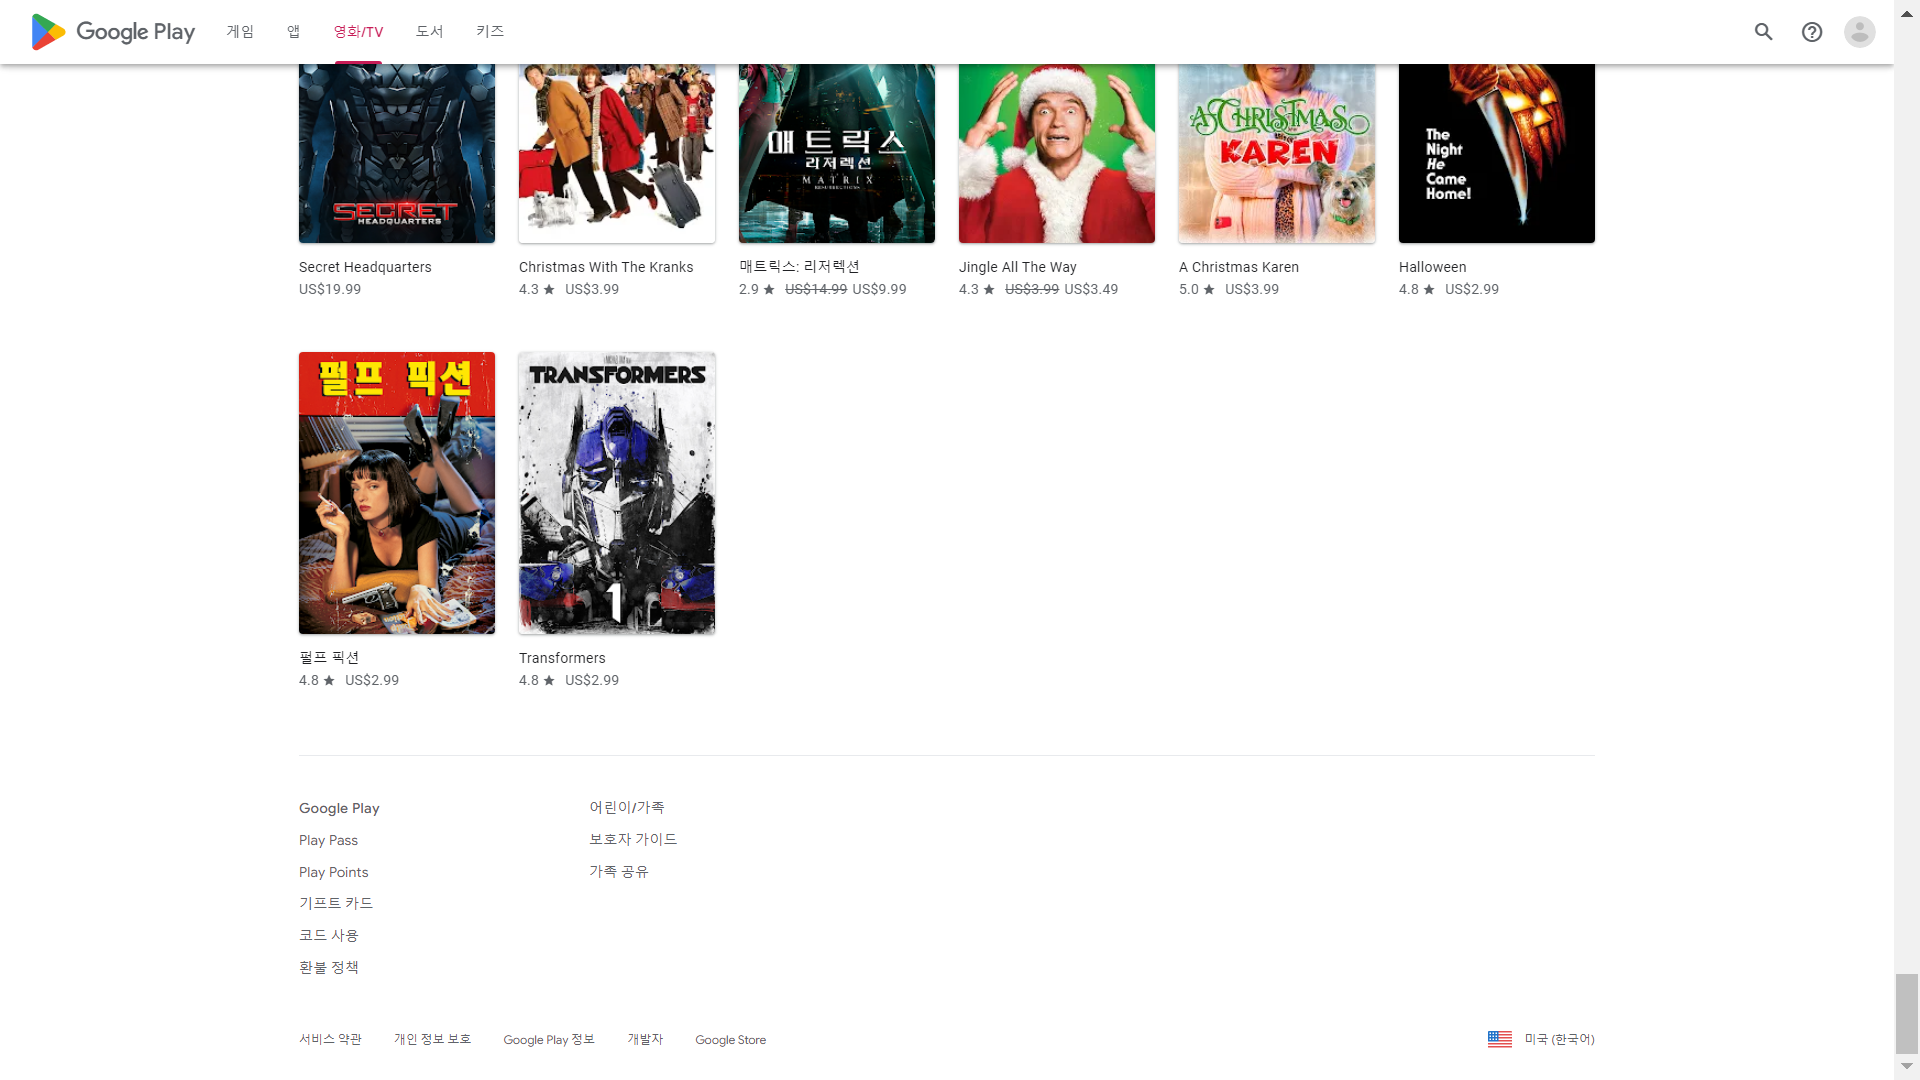 Google Play 게임 앱 영화/TV 도서 키즈
SECRET
HEADQUARTERS
매트릭스
리저렉션
MATRIX
RESURRECTIONS
A CHRISTMAS
KAREN
The
Night
He
Came
Home!
Secret Headquarters
US$19.99
Christmas With The Kranks
4.3 ★ US$3.99
매트릭스: 리저렉션
2.9 ★ US$14.99 US$9.99
Jingle All The Way
4.3 ★ US$3.99 US$3.49
A Christmas Karen
5.0 ★ US$3.99
Halloween
4.8 ★ US$2.99
펄프 픽션
TRANSFORMERS
1
펄프 픽션
4.8 ★ US$2.99
Transformers
4.8 ★ US$2.99
Google Play
Play Pass
Play Points
기프트 카드
코드 사용
환불 정책
어린이/가족
보호자 가이드
가족 공유
서비스 약관 개인 정보 보호 Google Play 정보 개발자 Google Store
미국 (한국어)